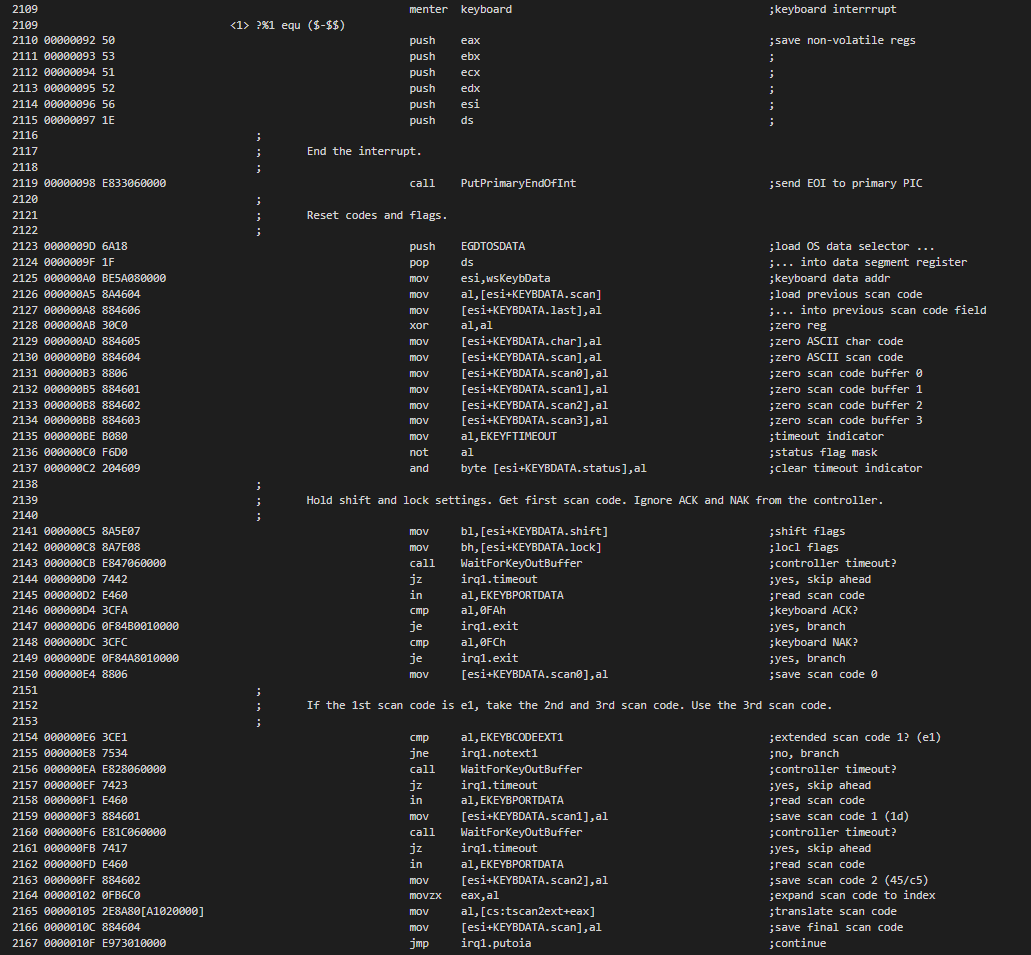 2109 menter keyboard ;keyboard interrrupt
2109 <1> ?%1 equ ($-$$)
2110 00000092 50 push eax ;save non-volatile regs
2111 00000093 53 push ebx ;
2112 00000094 51 push ecx ;
2113 00000095 52 push edx ;
2114 00000096 56 push esi ;
2115 00000097 1E push ds ;
2116 ;
2117 ; End the interrupt.
2118 ;
2119 00000098 E833060000 call PutPrimaryEndOfInt ;send EOI to primary PIC
2120 ;
2121 ; Reset codes and flags.
2122 ;
2123 0000009D 6A18 push EGDTOSDATA ;load OS data selector ...
2124 0000009F 1F pop ds ;... into data segment register
2125 000000A0 BE5A080000 mov esi,wsKeybData ;keyboard data addr
2126 000000A5 8A4604 mov al,[esi+KEYBDATA.scan] ;load previous scan code
2127 000000A8 884606 mov [esi+KEYBDATA.last],al ;... into previous scan code field
2128 000000AB 30C0 xor al,al ;zero reg
2129 000000AD 884605 mov [esi+KEYBDATA.char],al ;zero ASCII char code
2130 000000B0 884604 mov [esi+KEYBDATA.scan],al ;zero ASCII scan code
2131 000000B3 8806 mov [esi+KEYBDATA.scan0],al ;zero scan code buffer 0
2132 000000B5 884601 mov [esi+KEYBDATA.scan1],al ;zero scan code buffer 1
2133 000000B8 884602 mov [esi+KEYBDATA.scan2],al ;zero scan code buffer 2
2134 000000BB 884603 mov [esi+KEYBDATA.scan3],al ;zero scan code buffer 3
2135 000000BE B080 mov al,EKEYFTIMEOUT ;timeout indicator
2136 000000C0 F6D0 not al ;status flag mask
2137 000000C2 204609 and byte [esi+KEYBDATA.status],al ;clear timeout indicator
2138 ;
2139 ; Hold shift and lock settings. Get first scan code. Ignore ACK and NAK from the controller.
2140 ;
2141 000000C5 8A5E07 mov bl,[esi+KEYBDATA.shift] ;shift flags
2142 000000C8 8A7E08 mov bh,[esi+KEYBDATA.lock] ;locl flags
2143 000000CB E847060000 call WaitForKeyOutBuffer ;controller timeout?
2144 000000D0 7442 jz irq1.timeout ;yes, skip ahead
2145 000000D2 E460 in al,EKEYBPORTDATA ;read scan code
2146 000000D4 3CFA cmp al,0FAh ;keyboard ACK?
2147 000000D6 0F84B0010000 je irq1.exit ;yes, branch
2148 000000DC 3CFC cmp al,0FCh ;keyboard NAK?
2149 000000DE 0F84A8010000 je irq1.exit ;yes, branch
2150 000000E4 8806 mov [esi+KEYBDATA.scan0],al ;save scan code 0
2151 ;
2152 ; If the 1st scan code is e1, take the 2nd and 3rd scan code. Use the 3rd scan code.
2153 ;
2154 000000E6 3CE1 cmp al,EKEYBCODEEXT1 ;extended scan code 1? (e1)
2155 000000E8 7534 jne irq1.notext1 ;no, branch
2156 000000EA E828060000 call WaitForKeyOutBuffer ;controller timeout?
2157 000000EF 7423 jz irq1.timeout ;yes, skip ahead
2158 000000F1 E460 in al,EKEYBPORTDATA ;read scan code
2159 000000F3 884601 mov [esi+KEYBDATA.scan1],al ;save scan code 1 (1d)
2160 000000F6 E81C060000 call WaitForKeyOutBuffer ;controller timeout?
2161 000000FB 7417 jz irq1.timeout ;yes, skip ahead
2162 000000FD E460 in al,EKEYBPORTDATA ;read scan code
2163 000000FF 884602 mov [esi+KEYBDATA.scan2],al ;save scan code 2 (45/c5)
2164 00000102 0FB6C0 movzx eax,al ;expand scan code to index
2165 00000105 2E8A80[A1020000] mov al,[cs:tscan2ext+eax] ;translate scan code
2166 0000010C 884604 mov [esi+KEYBDATA.scan],al ;save final scan code
2167 0000010F E973010000 jmp irq1.putoia ;continue